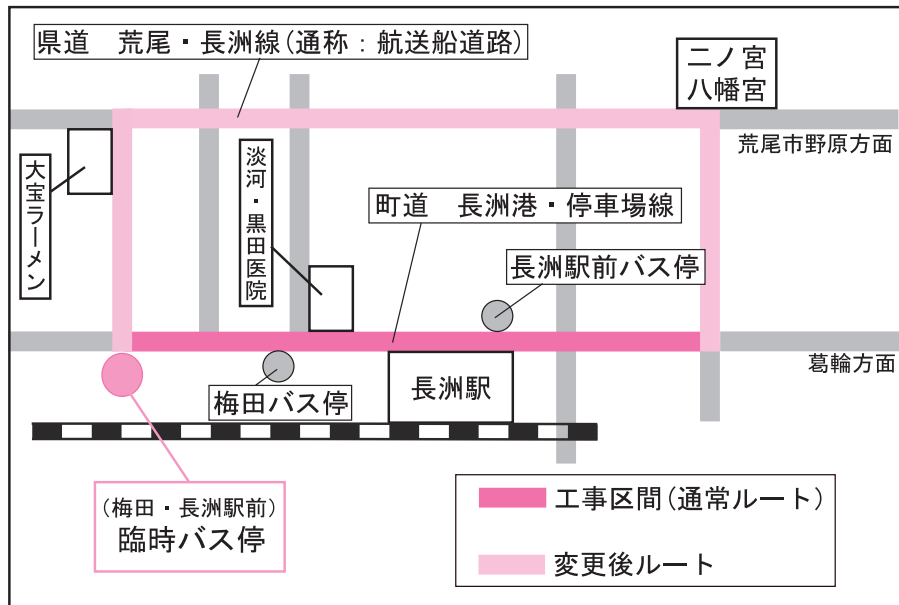 県道　荒尾・長洲線(通称：航送船道路)
二ノ宮
八幡宮
荒尾市野原方面
大宝ラーメン
淡河・黒田医院
町道　長洲港・停車場線
長洲駅前バス停
葛輪方面
梅田バス停
長洲駅
(梅田・長洲駅前)
臨時バス停
工事区間(通常ルート)
変更後ルート